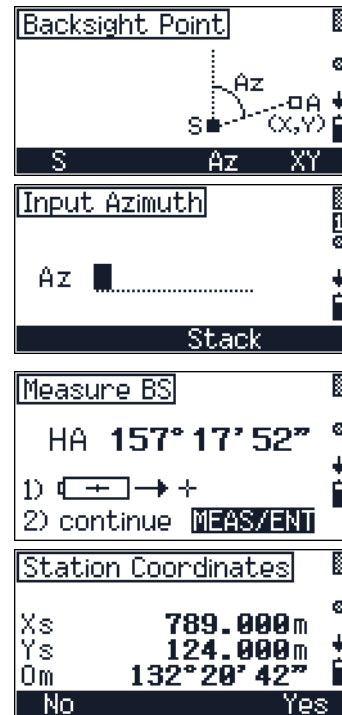 Backsight Point
Az
A
S (X,Y)
S Az XY
Input Azimuth
1
Az
Stack
Measure BS
HA 157°17'52"
1)
2) continue MEAS/ENT
Station Coordinates
Xs 789.000m
Ys 124.000m
Om 132°20'42"
No Yes